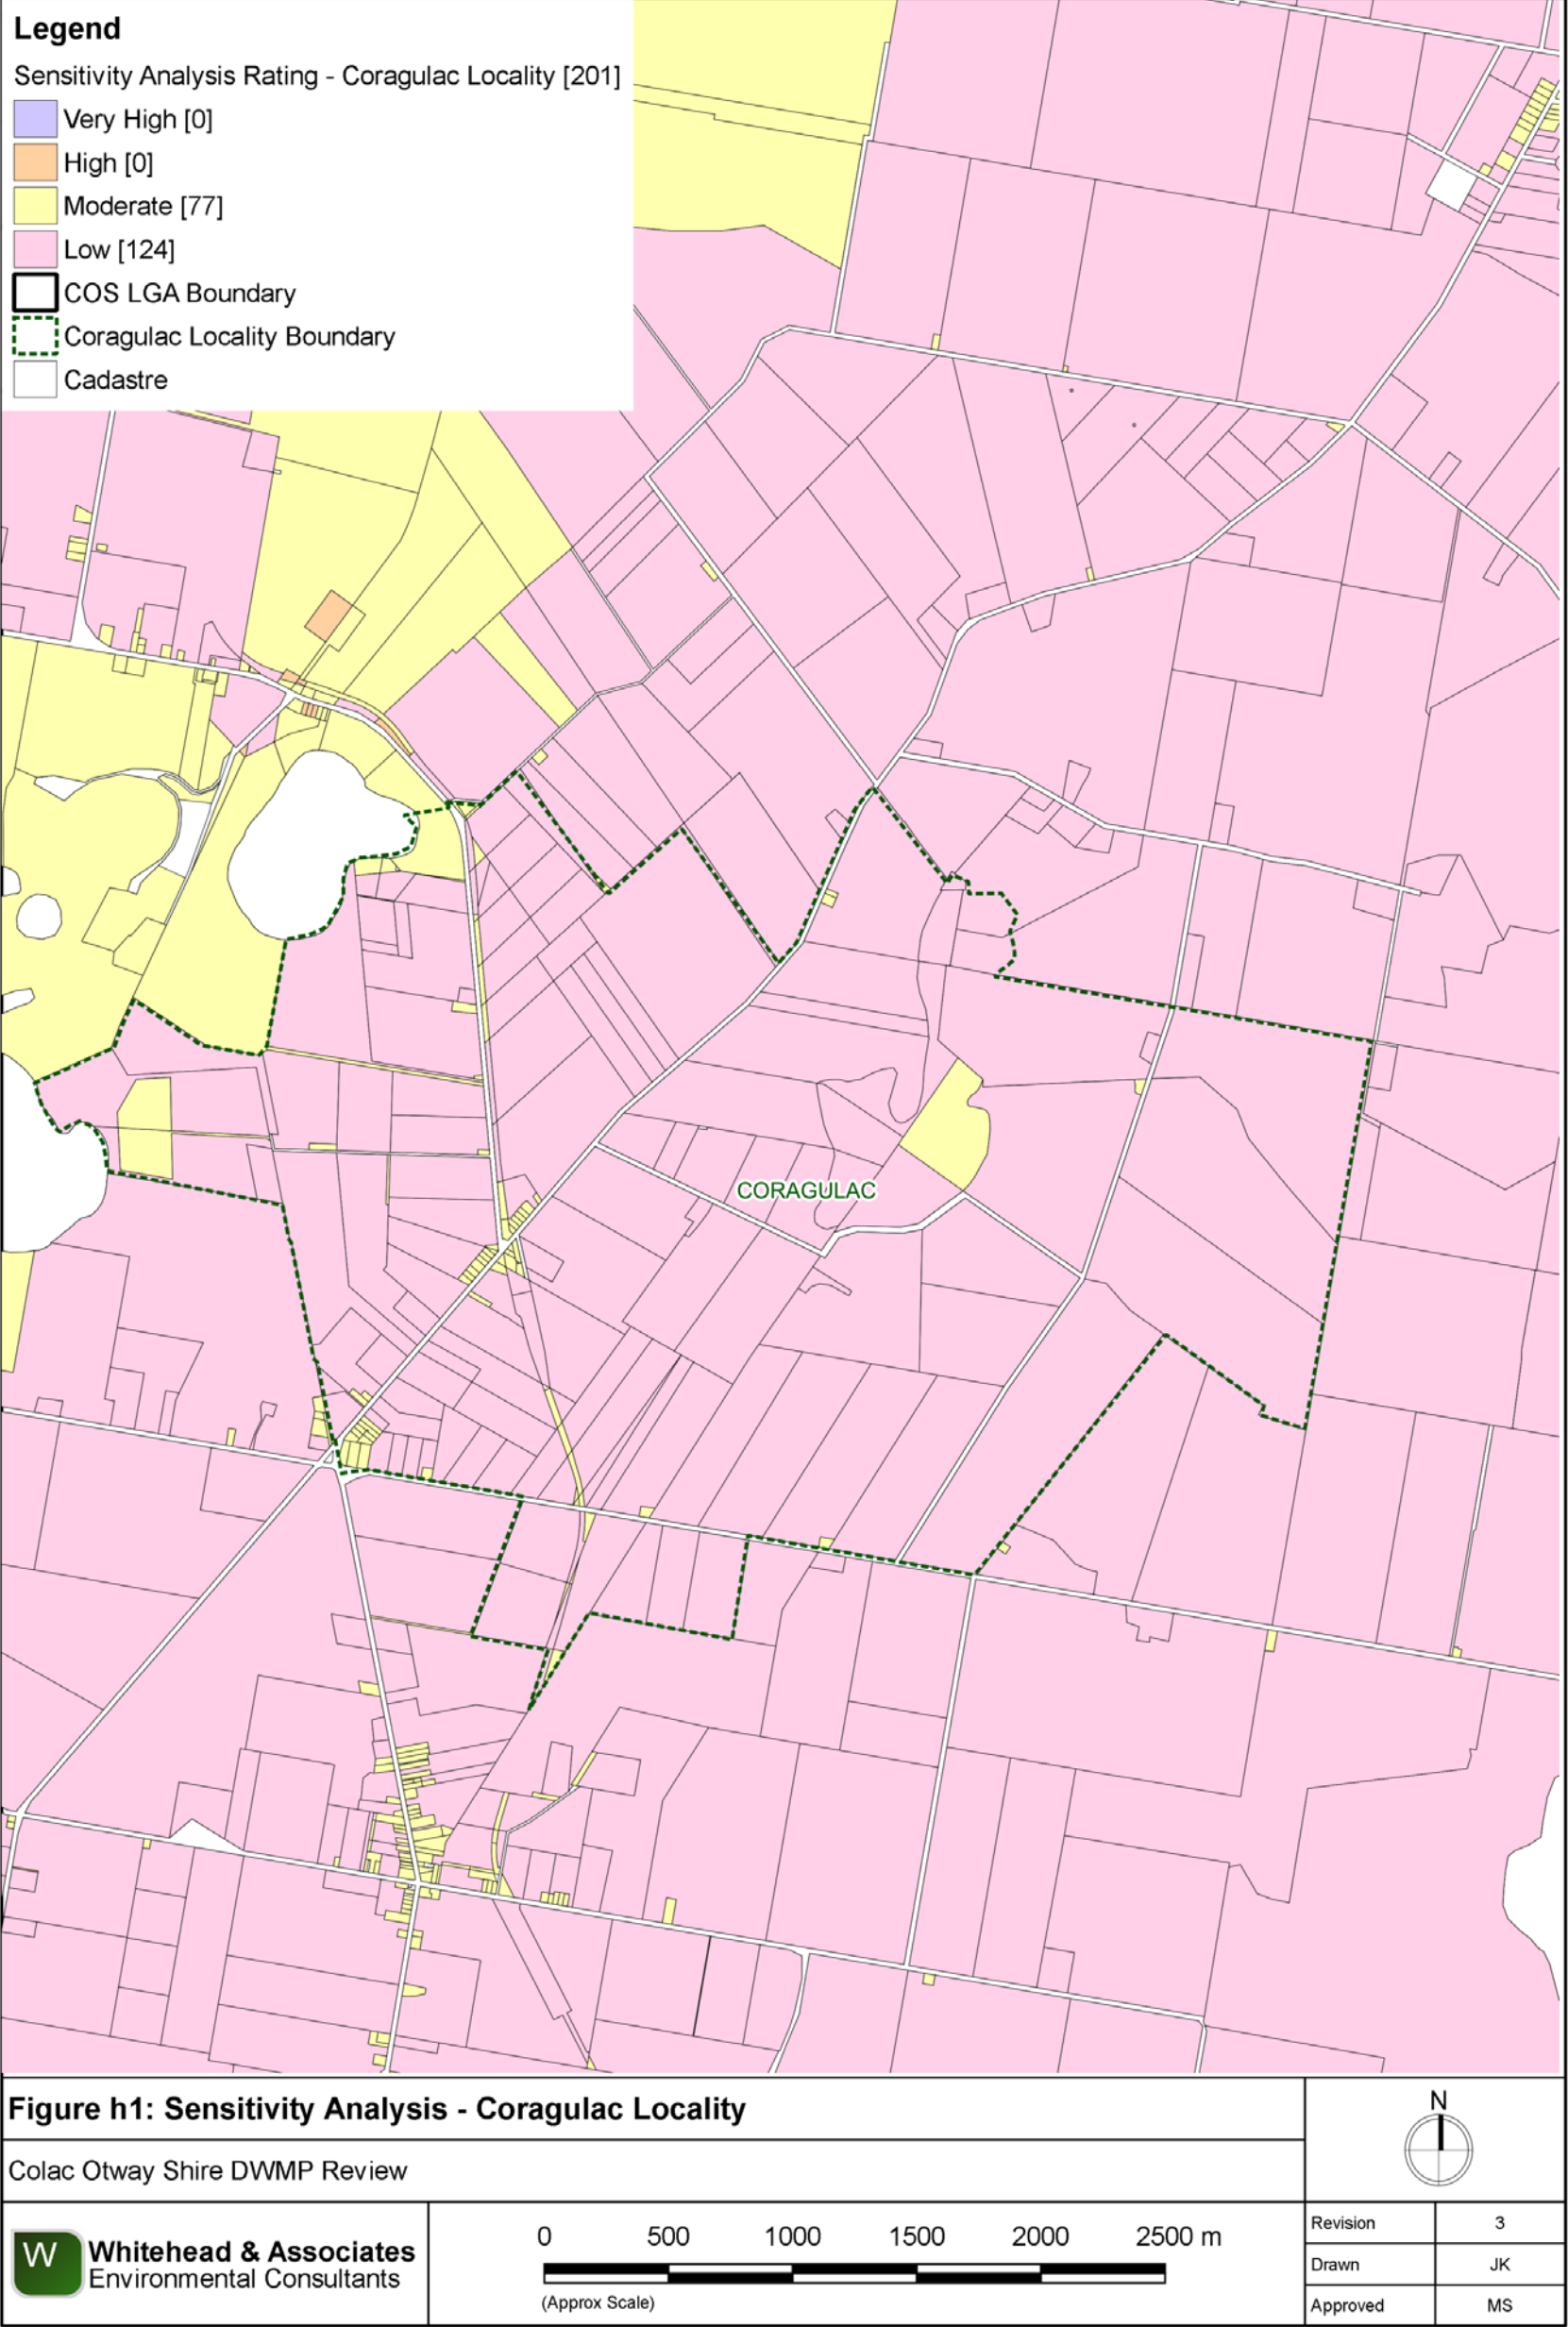 Legend
Sensitivity Analysis Rating - Coragulac Locality [201]
Very High [0]
High [0]
Moderate [77]
Low [124]
COS LGA Boundary
Coragulac Locality Boundary
Cadastre
CORAGULAC
Figure h1: Sensitivity Analysis - Coragulac Locality
N
Colac Otway Shire DWMP Review
W
Whitehead & Associates
Environmental Consultants
0 500 1000 1500 2000 2500 m
(Approx Scale)
Revision 3
Drawn JK
Approved MS